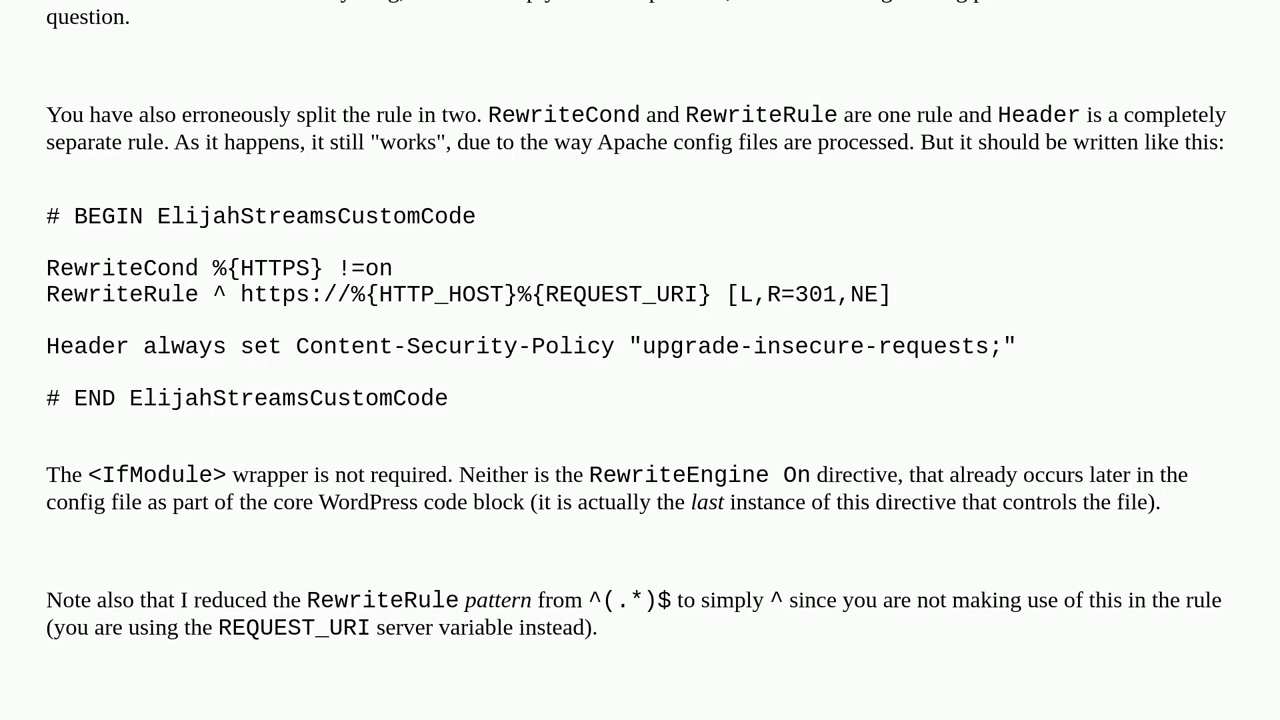 question.
You have also erroneously split the rule in two. RewriteCond and RewriteRule are one rule and Header is a completely
separate rule. As it happens, it still "works", due to the way Apache config files are processed. But it should be written like this:
# BEGIN ElijahStreamsCustomCode
RewriteCond %{HTTPS} !=on
RewriteRule ^ https://%{HTTP_HOST}%{REQUEST_URI} [L,R=301,NE]
Header always set Content-Security-Policy "upgrade-insecure-requests;"
# END ElijahStreamsCustomCode
The <IfModule> wrapper is not required. Neither is the RewriteEngine On directive, that already occurs later in the
config file as part of the core WordPress code block (it is actually the last instance of this directive that controls the file).
Note also that I reduced the RewriteRule pattern from ^(.*)$ to simply ^ since you are not making use of this in the rule
(you are using the REQUEST_URI server variable instead).